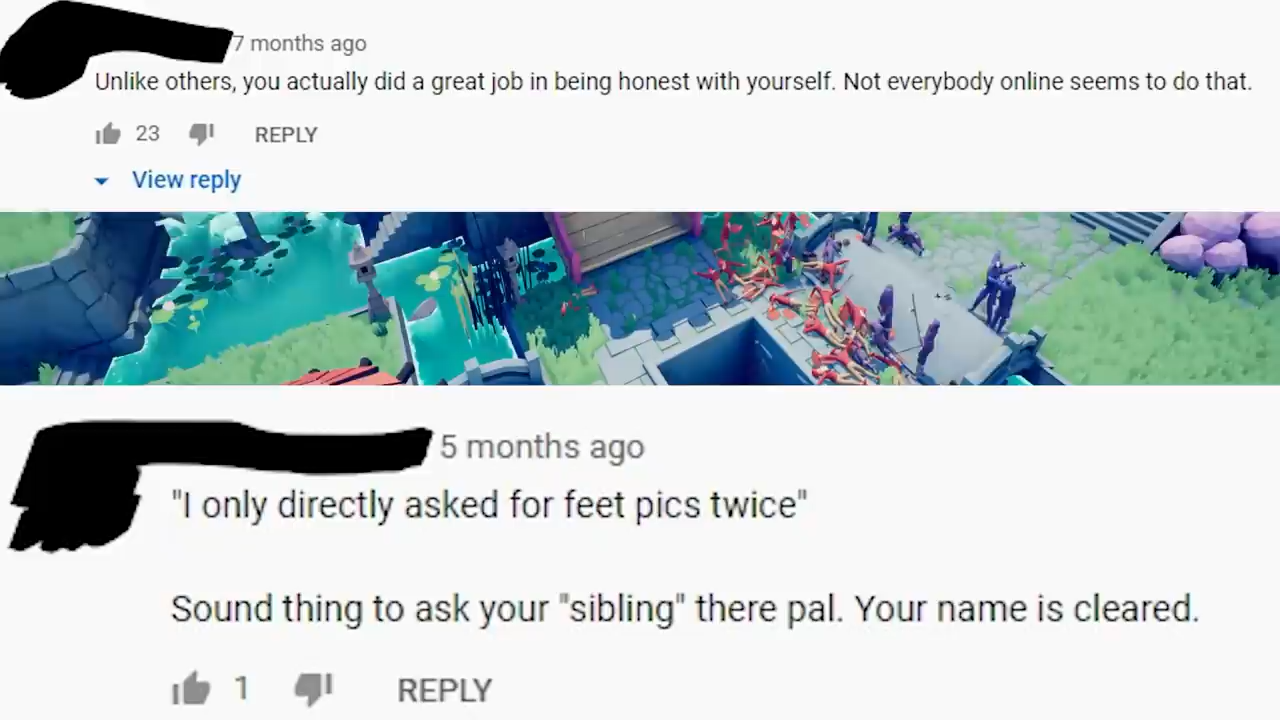 7 months ago
Unlike others, you actually did a great job in being honest with yourself. Not everybody online seems to do that.
23 REPLY
View reply
5 months ago
"I only directly asked for feet pics twice"
Sound thing to ask your "sibling" there pal. Your name is cleared.
1 REPLY